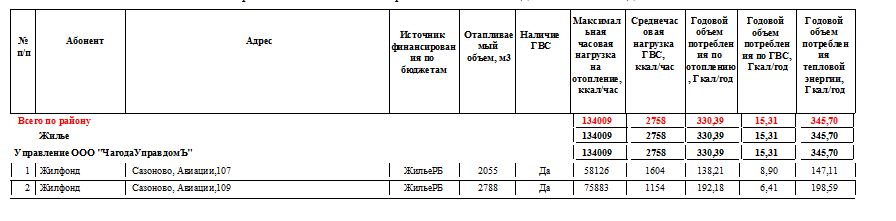 № п/п Абонент Адрес Источник финансирования по бюджетам Отапливаемый объем, м3 Наличие ГВС Максимальная часовая нагрузка на отопление, ккал/час Среднечасовая нагрузка ГВС, ккал/час Годовой объем потребления по отоплению, Гкал/год Годовой объем потребления по ГВС, Гкал/год Годовой объем потребления тепловой энергии, Гкал/год
Всего по району 134009 2758 330,39 15,31 345,70
Жилье 134009 2758 330,39 15,31 345,70
Управление ООО "ЧагодаУправдомЪ" 134009 2758 330,39 15,31 345,70
1 Жилфонд Сазоново, Авиации,107 ЖильеРБ 2055 Да 58126 1604 138,21 8,90 147,11
2 Жилфонд Сазоново, Авиации,109 ЖильеРБ 2788 Да 75883 1154 192,18 6,41 198,59